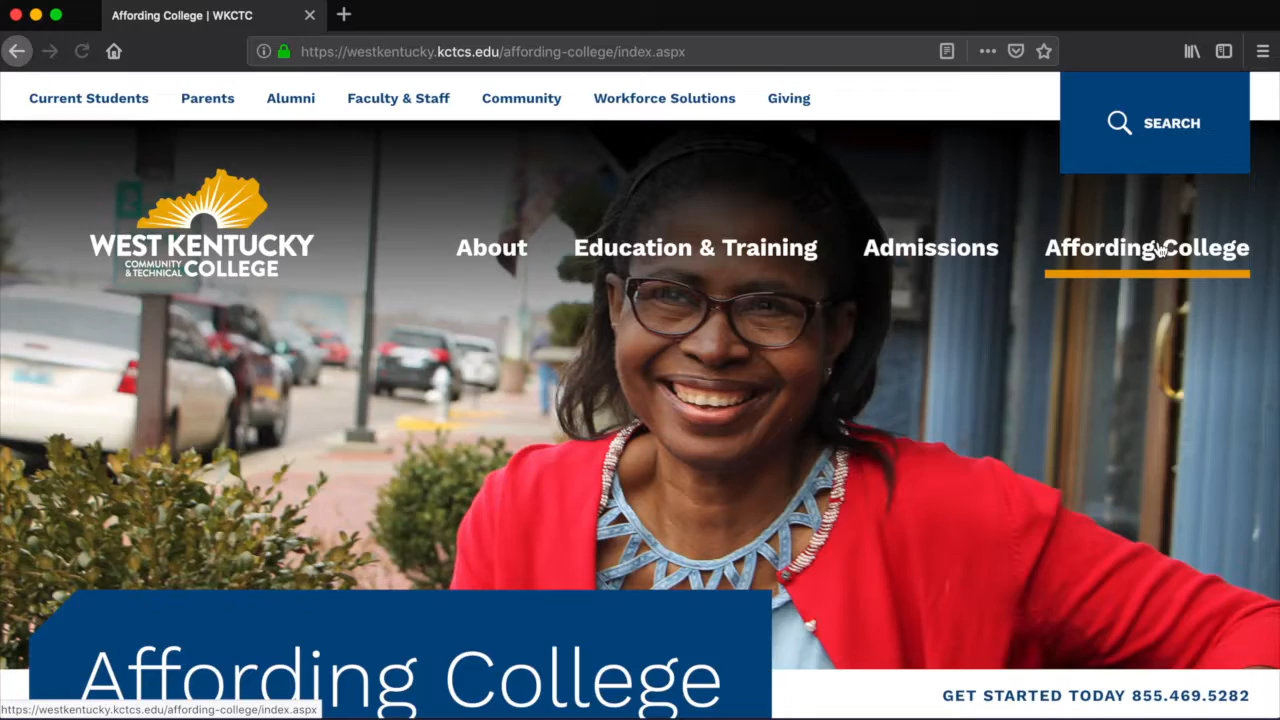 Affording College | WKCTC
https://westkentucky.kctcs.edu/affording-college/index.aspx
Current Students Parents Alumni Faculty & Staff Community Workforce Solutions Giving
SEARCH
WEST KENTUCKY
COMMUNITY & TECHNICAL COLLEGE
About Education & Training Admissions Affording College
Affording College
GET STARTED TODAY 855.469.5282
https://westkentucky.kctcs.edu/affording-college/index.aspx